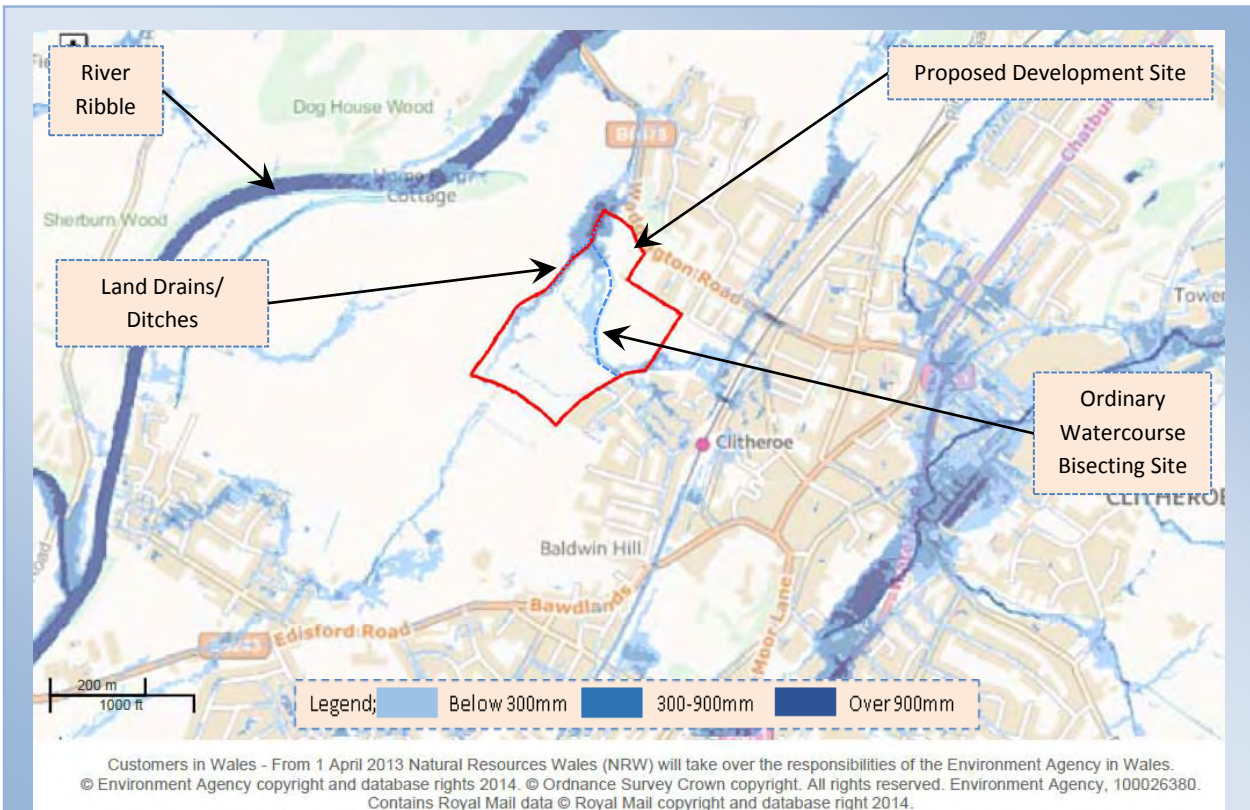 River
Ribble
Proposed Development Site
Dog House Wood
Cottage
Sherburn Wood
Waddington Road
Chatbur
Land Drains/
Ditches
Tower
Ordinary
Watercourse
Bisecting Site
Clitheroe
CLITHEROE
Baldwin Hill
Bawdlands
Edisford Road
Moor Lane
Road
200 m
1000 ft
Legend; Below 300mm 300-900mm Over 900mm
Customers in Wales - From 1 April 2013 Natural Resources Wales (NRW) will take over the responsibilities of the Environment Agency in Wales.
© Environment Agency copyright and database rights 2014. © Ordnance Survey Crown copyright. All rights reserved. Environment Agency, 100026380.
Contains Royal Mail data © Royal Mail copyright and database right 2014.